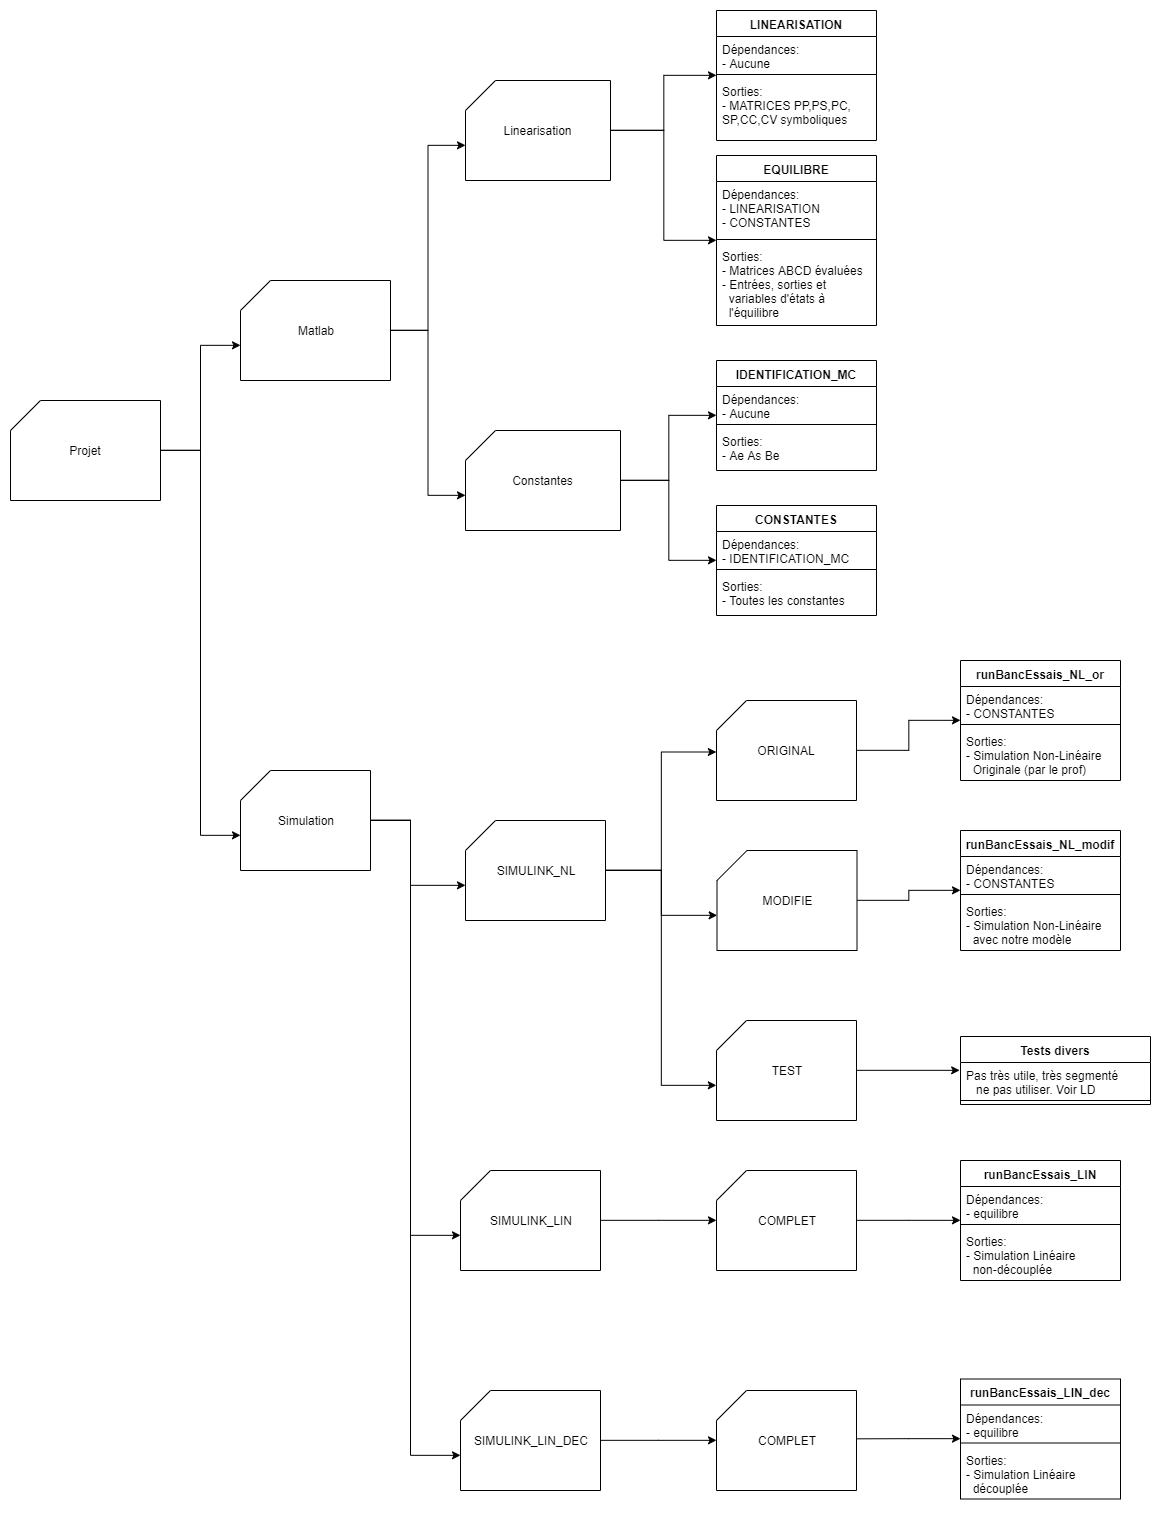 LINEARISATION
Dépendances:
- Aucune
Sorties:
- MATRICES PP,PS,PC,
SP,CC,CV symboliques
Linearisation
EQUILIBRE
Dépendances:
- LINEARISATION
- CONSTANTES
Sorties:
- Matrices ABCD évaluées
- Entrées, sorties et
variables d'états à
l'équilibre
Matlab
Projet
IDENTIFICATION_MC
Dépendances:
- Aucune
Sorties:
- Ae As Be
Constantes
CONSTANTES
Dépendances:
- IDENTIFICATION_MC
Sorties:
- Toutes les constantes
runBancEssais_NL_or
Dépendances:
- CONSTANTES
Sorties:
- Simulation Non-Linéaire
Originale (par le prof)
ORIGINAL
Simulation
SIMULINK_NL
runBancEssais_NL_modif
Dépendances:
- CONSTANTES
Sorties:
- Simulation Non-Linéaire
avec notre modèle
MODIFIE
TEST
Tests divers
Pas très utile, très segmenté
ne pas utiliser. Voir LD
SIMULINK_LIN
COMPLET
runBancEssais_LIN
Dépendances:
- equilibre
Sorties:
- Simulation Linéaire
non-découplée
SIMULINK_LIN_DEC
COMPLET
runBancEssais_LIN_dec
Dépendances:
- equilibre
Sorties:
- Simulation Linéaire
découplée